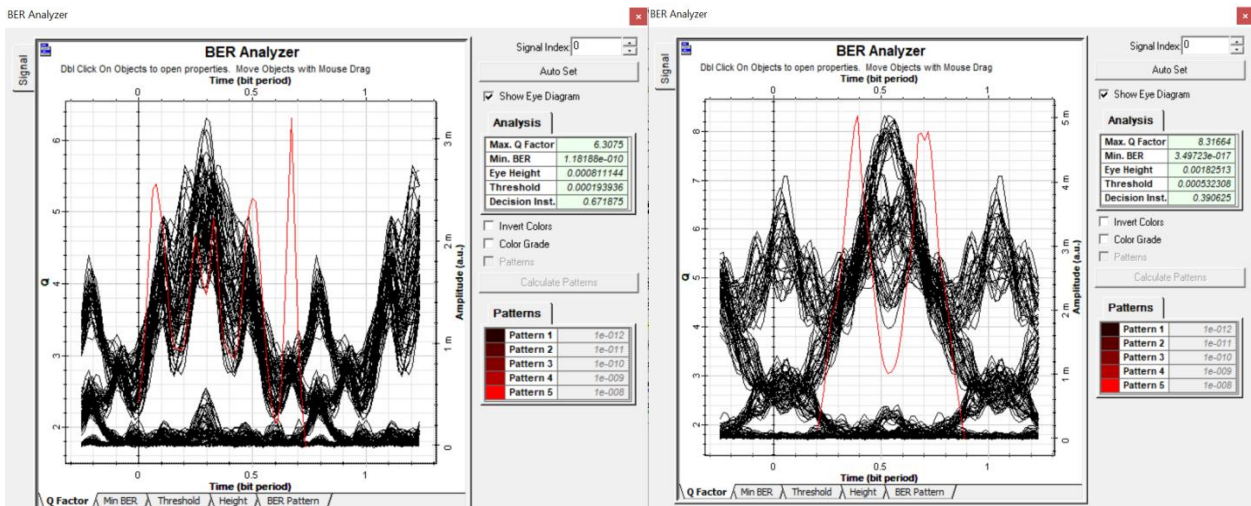 BER Analyzer
Signal
BER Analyzer
Dbl Click On Objects to open properties. Move Objects with Mouse Drag
Time (bit period)
0 0.5 1
Q
6
5
4
3
2
Amplitude (a.u.)
3 m
2 m
1 m
0
0 0.5 1
Time (bit period)
Q Factor Min BER Threshold Height BER Pattern
Signal Index: 0
Auto Set
Show Eye Diagram
Analysis
Max. Q Factor 6.3075
Min. BER 1.18188e-010
Eye Height 0.000811144
Threshold 0.000193936
Decision Inst. 0.671875
Invert Colors
Color Grade
Patterns
Calculate Patterns
Patterns
Pattern 1 1e-012
Pattern 2 1e-011
Pattern 3 1e-010
Pattern 4 1e-009
Pattern 5 1e-008
BER Analyzer
Signal
BER Analyzer
Dbl Click On Objects to open properties. Move Objects with Mouse Drag
Time (bit period)
0 0.5 1
Q
8
7
6
5
4
3
2
Amplitude (a.u.)
5 m
4 m
3 m
2 m
1 m
0
0 0.5 1
Time (bit period)
Q Factor Min BER Threshold Height BER Pattern
Signal Index: 0
Auto Set
Show Eye Diagram
Analysis
Max. Q Factor 8.31664
Min. BER 3.49723e-017
Eye Height 0.00182513
Threshold 0.000532308
Decision Inst. 0.390625
Invert Colors
Color Grade
Patterns
Calculate Patterns
Patterns
Pattern 1 1e-012
Pattern 2 1e-011
Pattern 3 1e-010
Pattern 4 1e-009
Pattern 5 1e-008